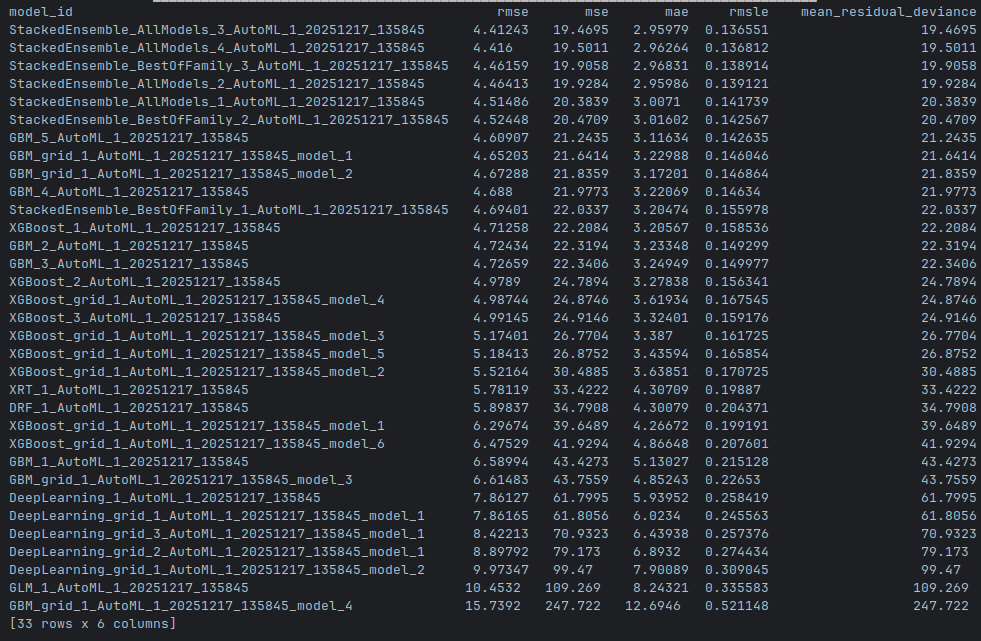 model_id rmse mse mae rmsle mean_residual_deviance
StackedEnsemble_AllModels_3_AutoML_1_20251217_135845 4.41243 19.4695 2.95979 0.136551 19.4695
StackedEnsemble_AllModels_4_AutoML_1_20251217_135845 4.416 19.5011 2.96264 0.136812 19.5011
StackedEnsemble_BestOfFamily_3_AutoML_1_20251217_135845 4.46159 19.9058 2.96831 0.138914 19.9058
StackedEnsemble_AllModels_2_AutoML_1_20251217_135845 4.46413 19.9284 2.95986 0.139121 19.9284
StackedEnsemble_AllModels_1_AutoML_1_20251217_135845 4.51486 20.3839 3.0071 0.141739 20.3839
StackedEnsemble_BestOfFamily_2_AutoML_1_20251217_135845 4.52448 20.4709 3.01602 0.142567 20.4709
GBM_5_AutoML_1_20251217_135845 4.60907 21.2435 3.11634 0.142635 21.2435
GBM_grid_1_AutoML_1_20251217_135845_model_1 4.65203 21.6414 3.22988 0.146046 21.6414
GBM_grid_1_AutoML_1_20251217_135845_model_2 4.67288 21.8359 3.17201 0.146864 21.8359
GBM_4_AutoML_1_20251217_135845 4.688 21.9773 3.22069 0.14634 21.9773
StackedEnsemble_BestOfFamily_1_AutoML_1_20251217_135845 4.69401 22.0337 3.20474 0.155978 22.0337
XGBoost_1_AutoML_1_20251217_135845 4.71258 22.2084 3.20567 0.158536 22.2084
GBM_2_AutoML_1_20251217_135845 4.72434 22.3194 3.23348 0.149299 22.3194
GBM_3_AutoML_1_20251217_135845 4.72659 22.3406 3.24949 0.149977 22.3406
XGBoost_2_AutoML_1_20251217_135845 4.9789 24.7894 3.27838 0.156341 24.7894
XGBoost_grid_1_AutoML_1_20251217_135845_model_4 4.98744 24.8746 3.61934 0.167545 24.8746
XGBoost_3_AutoML_1_20251217_135845 4.99145 24.9146 3.32401 0.159176 24.9146
XGBoost_grid_1_AutoML_1_20251217_135845_model_3 5.17401 26.7704 3.387 0.161725 26.7704
XGBoost_grid_1_AutoML_1_20251217_135845_model_5 5.18413 26.8752 3.43594 0.165854 26.8752
XGBoost_grid_1_AutoML_1_20251217_135845_model_2 5.52164 30.4885 3.63851 0.170725 30.4885
XRT_1_AutoML_1_20251217_135845 5.78119 33.4222 4.30709 0.19887 33.4222
DRF_1_AutoML_1_20251217_135845 5.89837 34.7908 4.30079 0.204371 34.7908
XGBoost_grid_1_AutoML_1_20251217_135845_model_1 6.29674 39.6489 4.26672 0.199191 39.6489
XGBoost_grid_1_AutoML_1_20251217_135845_model_6 6.47529 41.9294 4.86648 0.207601 41.9294
GBM_1_AutoML_1_20251217_135845 6.58994 43.4273 5.13027 0.215128 43.4273
GBM_grid_1_AutoML_1_20251217_135845_model_3 6.61483 43.7559 4.85243 0.22653 43.7559
DeepLearning_1_AutoML_1_20251217_135845 7.86127 61.7995 5.93952 0.258419 61.7995
DeepLearning_grid_1_AutoML_1_20251217_135845_model_1 7.86165 61.8056 6.0234 0.245563 61.8056
DeepLearning_grid_3_AutoML_1_20251217_135845_model_1 8.42213 70.9323 6.43938 0.257376 70.9323
DeepLearning_grid_2_AutoML_1_20251217_135845_model_1 8.89792 79.173 6.8932 0.274434 79.173
DeepLearning_grid_1_AutoML_1_20251217_135845_model_2 9.97347 99.47 7.90089 0.309045 99.47
GLM_1_AutoML_1_20251217_135845 10.4532 109.269 8.24321 0.335583 109.269
GBM_grid_1_AutoML_1_20251217_135845_model_4 15.7392 247.722 12.6946 0.521148 247.722
[33 rows x 6 columns]